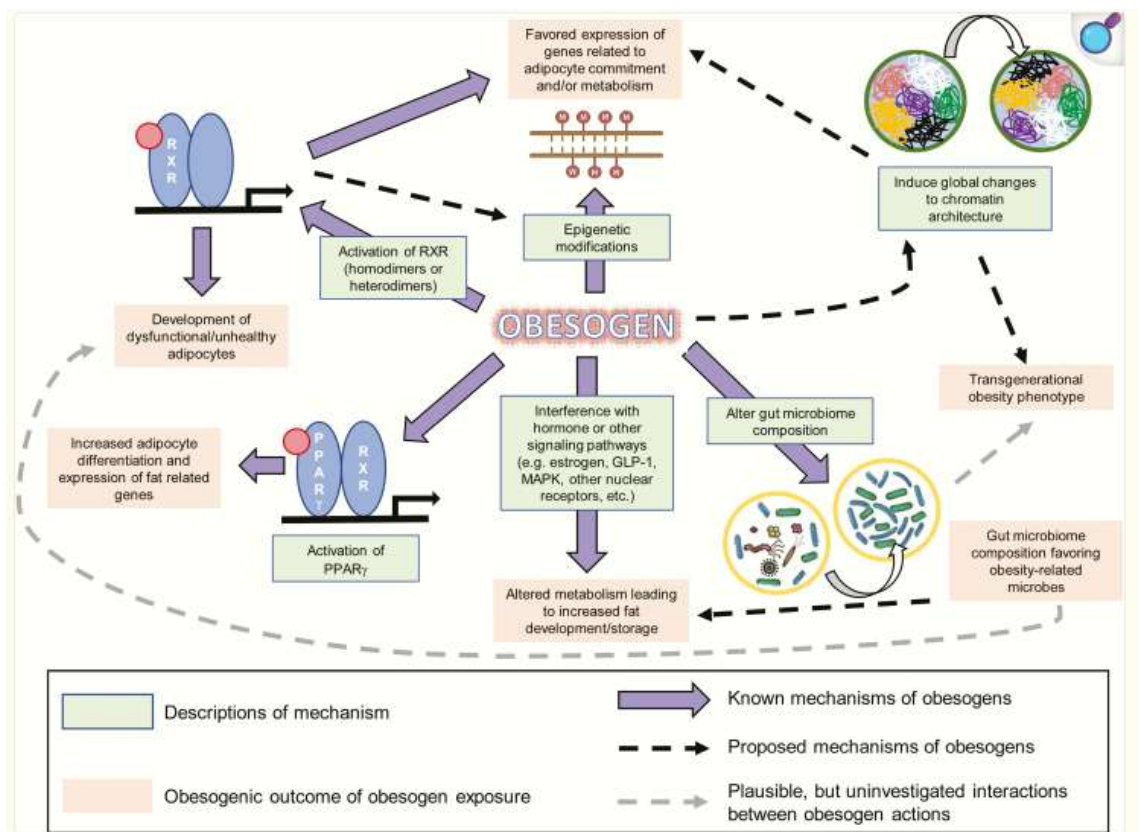 Favored expression of
genes related to
adipocyte commitment
and/or metabolism
R
X
R
M M H M
W H H
Induce global changes
to chromatin
architecture
Epigenetic
modifications
Activation of RXR
(homodimers or
heterodimers)
OBESOGEN
Development of
dysfunctional/unhealthy
adipocytes
Transgenerational
obesity phenotype
Interference with
hormone or other
signaling pathways
(e.g. estrogen, GLP-1,
MAPK, other nuclear
receptors, etc.)
Alter gut microbiome
composition
Increased adipocyte
differentiation and
expression of fat related
genes
P
P
A
R
γ
R
X
R
Activation of
PPARγ
Gut microbiome
composition favoring
obesity-related
microbes
Altered metabolism leading
to increased fat
development/storage
Descriptions of mechanism
Obesogenic outcome of obesogen exposure
Known mechanisms of obesogens
Proposed mechanisms of obesogens
Plausible, but uninvestigated interactions
between obesogen actions